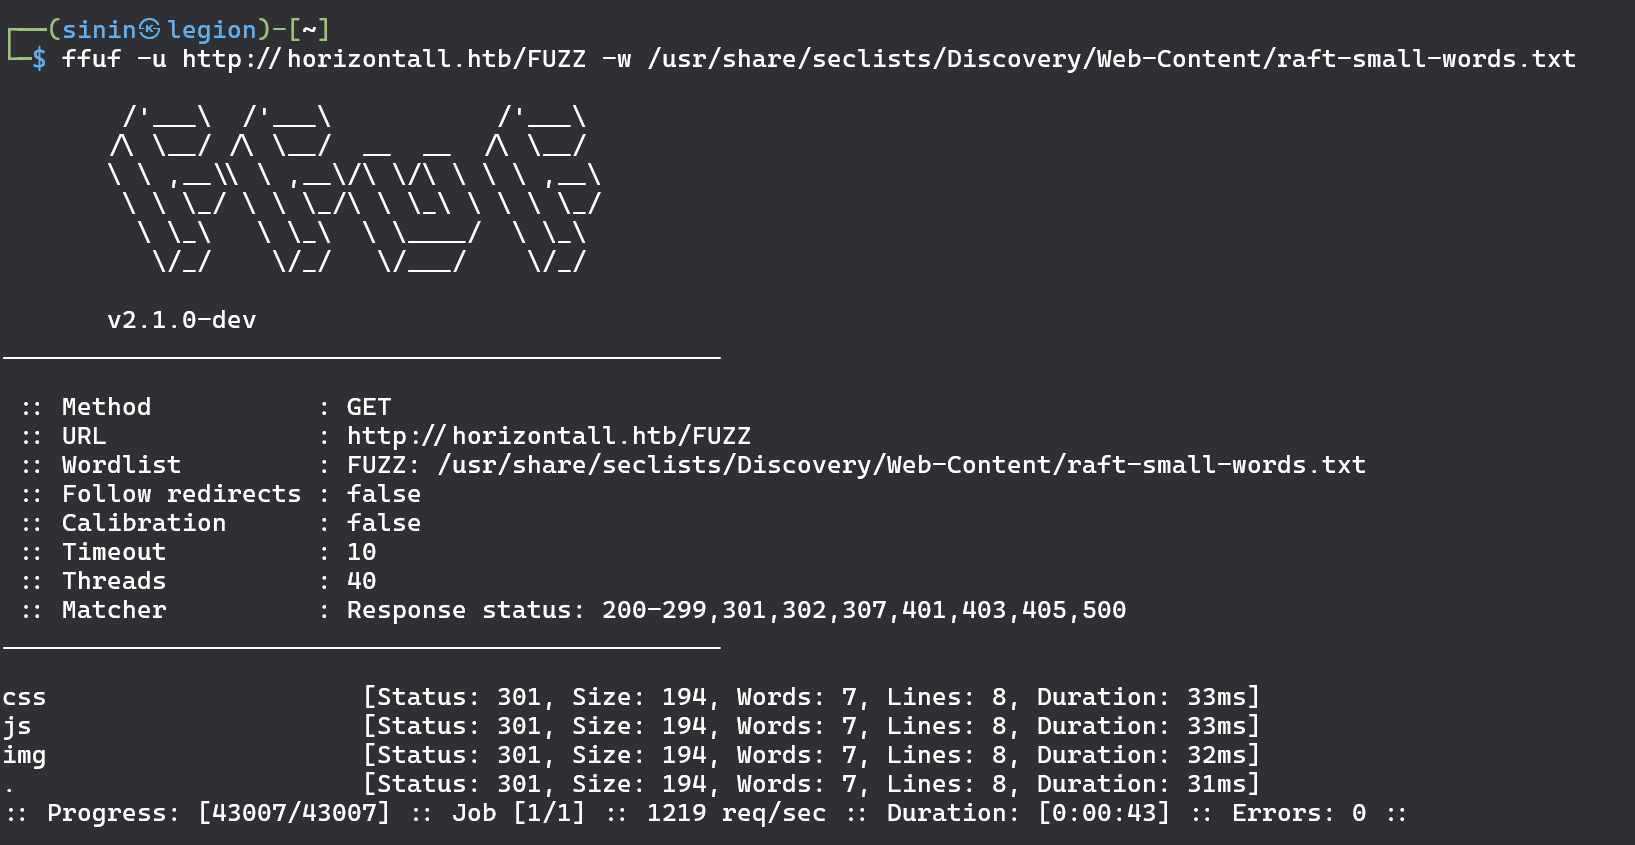 ┌──(sinin㉿legion)-[~]
└─$ ffuf -u http://horizontall.htb/FUZZ -w /usr/share/seclists/Discovery/Web-Content/raft-small-words.txt

        /'___\  /'___\           /'___\
       /\ \__/ /\ \__/  __  __  /\ \__/
       \ \ ,__\\ \ ,__\/\ \/\ \ \ \ ,__\
        \ \ \_/ \ \ \_/\ \ \_\ \ \ \ \_/
         \ \_\   \ \_\  \ \____/  \ \_\
          \/_/    \/_/   \/___/    \/_/

       v2.1.0-dev
________________________________________________

 :: Method           : GET
 :: URL              : http://horizontall.htb/FUZZ
 :: Wordlist         : FUZZ: /usr/share/seclists/Discovery/Web-Content/raft-small-words.txt
 :: Follow redirects : false
 :: Calibration      : false
 :: Timeout          : 10
 :: Threads          : 40
 :: Matcher          : Response status: 200-299,301,302,307,401,403,405,500
________________________________________________

css                     [Status: 301, Size: 194, Words: 7, Lines: 8, Duration: 33ms]
js                      [Status: 301, Size: 194, Words: 7, Lines: 8, Duration: 33ms]
img                     [Status: 301, Size: 194, Words: 7, Lines: 8, Duration: 32ms]
.                       [Status: 301, Size: 194, Words: 7, Lines: 8, Duration: 31ms]
:: Progress: [43007/43007] :: Job [1/1] :: 1219 req/sec :: Duration: [0:00:43] :: Errors: 0 ::